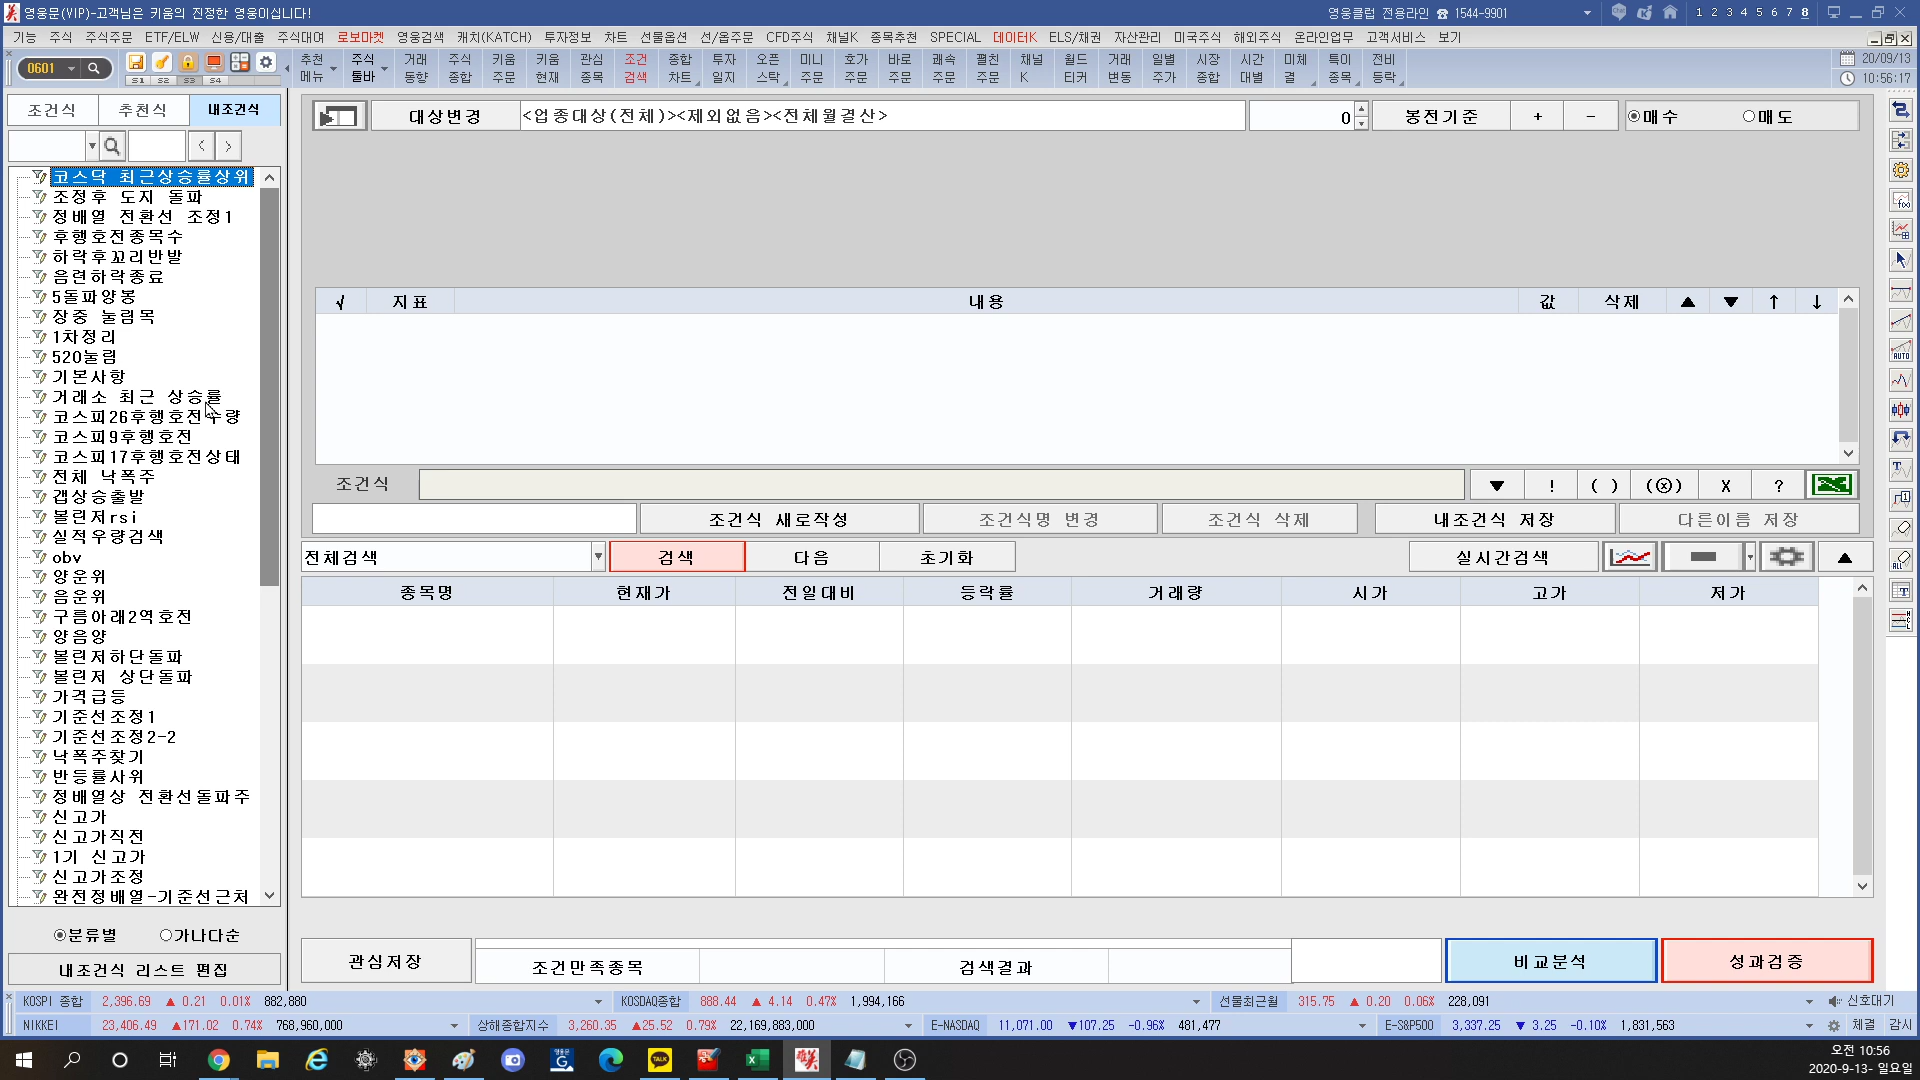 영웅문(VIP)-고객님은 키움의 진정한 영웅이십니다!
영웅클럽 전용라인 ☎ 1544-9901
1 2 3 4 5 6 7 8
기능 주식 주식주문 ETF/ELW 신용/대출 주식대여 로보마켓 영웅검색 캐치(KATCH) 투자정보 차트 선물옵션 선/옵주문 CFD주식 채널K 종목추천 SPECIAL 데이타K ELS/채권 자산관리 미국주식 해외주식 온라인업무 고객서비스 보기
0601
S1 S2 S3 S4
추천 메뉴
주식 툴바
거래 동향
주식 종합
키움 주문
키움 현재
관심 종목
조건 검색
종합 차트
투자 일지
오픈 스탁
미니 주문
호가 주문
바로 주문
쾌속 주문
펼친 주문
채널 K
월드 티커
거래 변동
일별 주가
시장 종합
시간 대별
미체 결
특이 종목
전비 등락
20/09/13
10:56:17
조건식 추천식 내조건식
< >
대상변경 <업종대상(전체)><제외없음><전체월결산> 0 봉전기준 + - 매수 매도
코스닥 최근상승률상위
조정후 도지 돌파
정배열 전환선 조정1
후행호전종목수
하락후꼬리반발
음련하락종료
5돌파양봉
장중 눌림목
1차정리
520눌림
기본사항
거래소 최근 상승률
코스피26후행호전수량
코스피9후행호전
코스피17후행호전상태
전체 낙폭주
갭상승출발
볼린저rsi
실적우량검색
obv
양운위
음운위
구름아래2역호전
양음양
볼린저하단돌파
볼린저 상단돌파
가격급등
기준선조정1
기준선조정2-2
낙폭주찾기
반등률사위
정배열상 전환선돌파주
신고가
신고가직전
1기 신고가
신고가조정
완전정배열-기준선근처
분류별 가나다순
내조건식 리스트 편집
√ 지표 내용 값 삭제 ▲ ▼ ↑ ↓
조건식 ▼ ! ( ) (ⓧ) X ?
조건식 새로작성 조건식명 변경 조건식 삭제 내조건식 저장 다른이름 저장
전체검색 검색 다음 초기화 실시간검색 ▲
종목명 현재가 전일대비 등락률 거래량 시가 고가 저가
관심저장 조건만족종목 검색결과 비교분석 성과검증
AUTO
ALL
KOSPI 종합 2,396.69 ▲ 0.21 0.01% 882,880 KOSDAQ종합 888.44 ▲ 4.14 0.47% 1,994,166 선물최근월 315.75 ▲ 0.20 0.06% 228,091 신호대기
NIKKEI 23,406.49 ▲171.02 0.74% 768,960,000 상해종합지수 3,260.35 ▲25.52 0.79% 22,169,883,000 E-NASDAQ 11,071.00 ▼107.25 -0.96% 481,477 E-S&P500 3,337.25 ▼ 3.25 -0.10% 1,831,563 체결 감시
TALK
오전 10:56
2020-9-13- 일요일